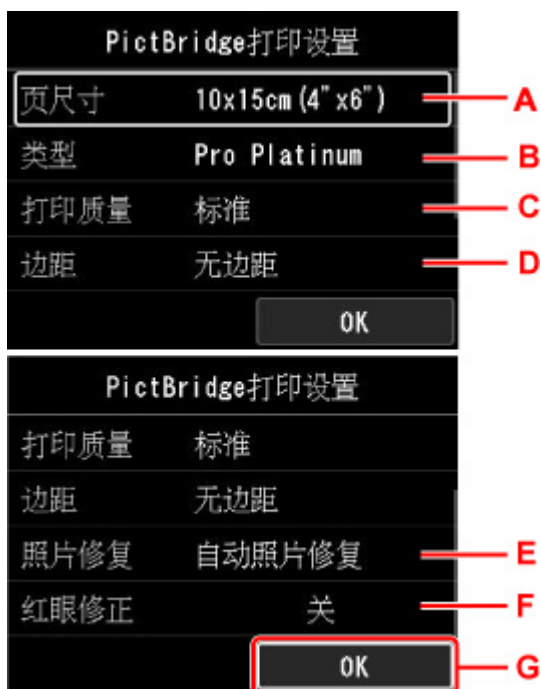 PictBridge打印设置
页尺寸 10x15cm(4"x6") A
类型 Pro Platinum B
打印质量 标准 C
边距 无边距 D
OK
PictBridge打印设置
打印质量 标准
边距 无边距
照片修复 自动照片修复 E
红眼修正 关 F
OK G